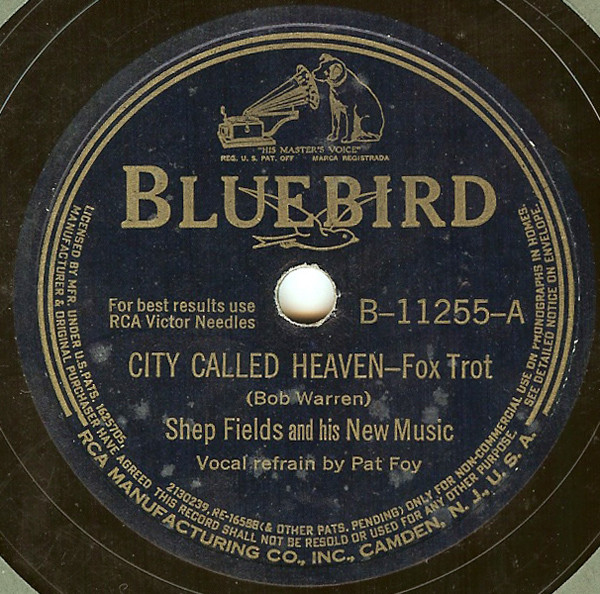 "HIS MASTER'S VOICE"
REG. U. S. PAT. OFF MARCA REGISTRADA
BLUEBIRD
For best results use
RCA Victor Needles
B-11255-A
CITY CALLED HEAVEN-Fox Trot
(Bob Warren)
Shep Fields and his New Music
Vocal refrain by Pat Foy
LICENSED BY MFR. UNDER U.S. PATS. 1625705, 2130239, RE-16588 (& OTHER PATS. PENDING) ONLY FOR NON-COMMERCIAL USE ON PHONOGRAPHS IN HOMES.
MANUFACTURER & ORIGINAL PURCHASER HAVE AGREED THIS RECORD SHALL NOT BE RESOLD OR USED FOR ANY OTHER PURPOSE. SEE DETAILED NOTICE ON ENVELOPE.
RCA MANUFACTURING CO., INC., CAMDEN, N. J., U. S. A.